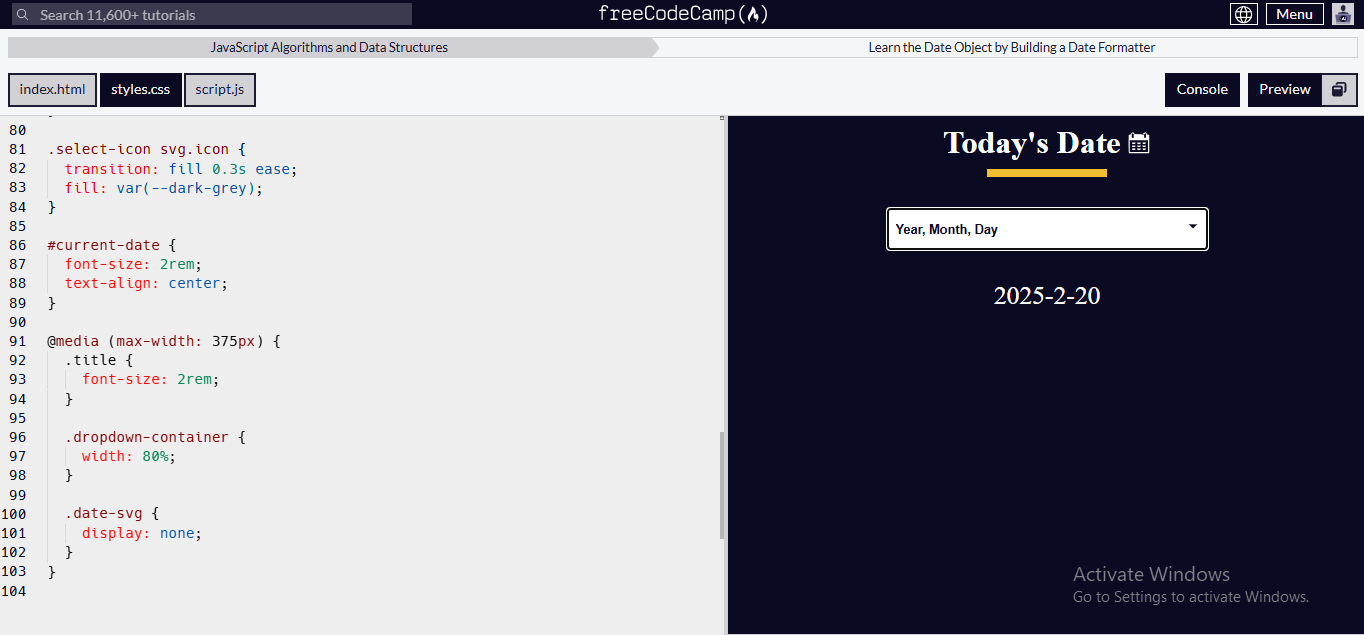 Search 11,600+ tutorials
freeCodeCamp
Menu
JavaScript Algorithms and Data Structures
Learn the Date Object by Building a Date Formatter
index.html
styles.css
script.js
Console
Preview
80
81 .select-icon svg.icon {
82 transition: fill 0.3s ease;
83 fill: var(--dark-grey);
84 }
85
86 #current-date {
87 font-size: 2rem;
88 text-align: center;
89 }
90
91 @media (max-width: 375px) {
92 .title {
93 font-size: 2rem;
94 }
95
96 .dropdown-container {
97 width: 80%;
98 }
99
100 .date-svg {
101 display: none;
102 }
103 }
104
Today's Date
Year, Month, Day
2025-2-20
Activate Windows
Go to Settings to activate Windows.